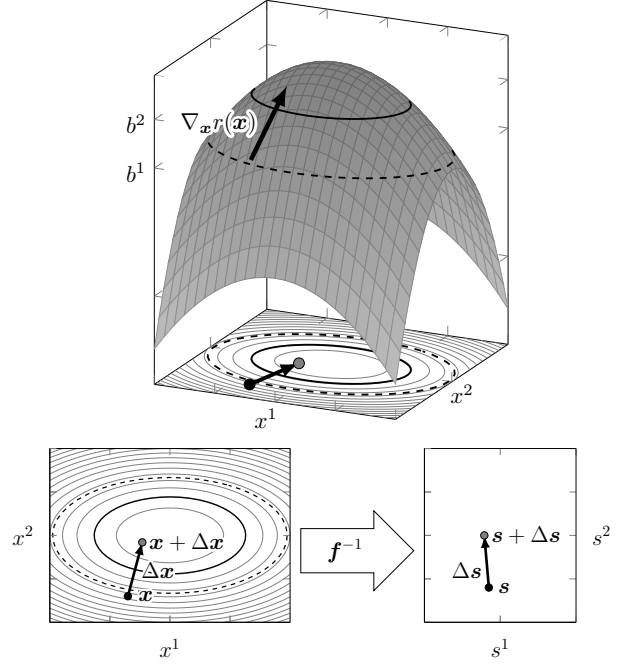 b²
∇ₓr(𝒙)
b¹
x²
x¹
x²
𝒙 + Δ𝒙
Δ𝒙
𝒙
x¹
𝒇⁻¹
𝒔 + Δ𝒔
Δ𝒔
𝒔
s²
s¹